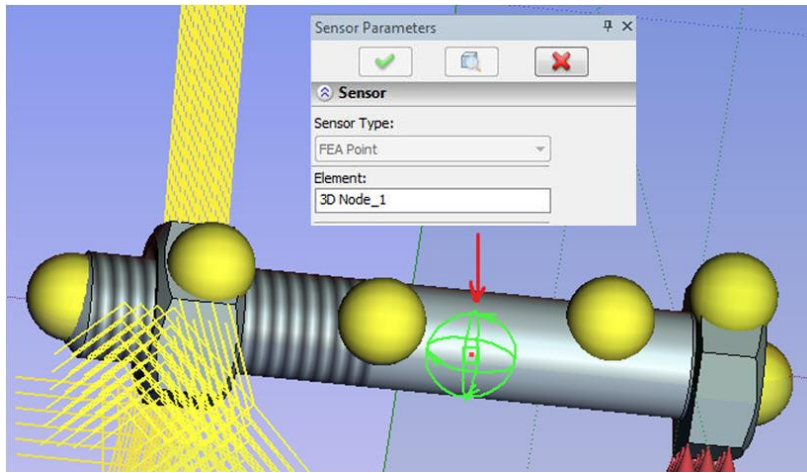 Sensor Parameters
Sensor
Sensor Type:
FEA Point
Element:
3D Node_1